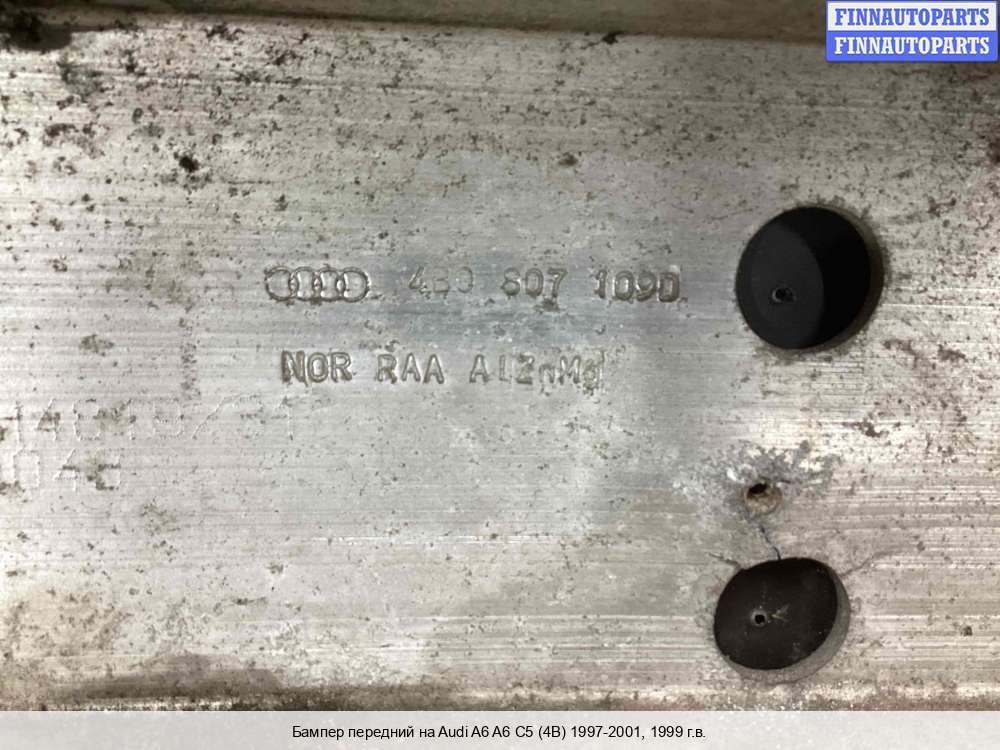 FINNAUTOPARTS
FINNAUTOPARTS
4B0 807 109D
NOR RAA AlZnMg
Бампер передний на Audi A6 A6 C5 (4B) 1997-2001, 1999 г.в.